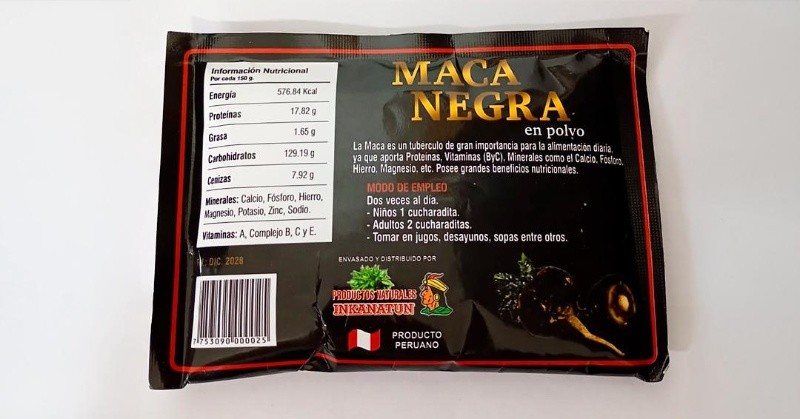 Información Nutricional
Por cada 150 g.
Energía 576.84 Kcal
Proteínas 17.82 g
Grasa 1.65 g
Carbohidratos 129.19 g
Cenizas 7.92 g
Minerales: Calcio, Fósforo, Hierro,
Magnesio, Potasio, Zinc, Sodio.
Vitaminas: A, Complejo B, C y E.
DIC. 2028
7 753090 000025
MACA
NEGRA
en polvo
La Maca es un tubérculo de gran importancia para la alimentación diaria,
ya que aporta Proteínas, Vitaminas (ByC), Minerales como el Calcio, Fósforo,
Hierro, Magnesio, etc. Posee grandes beneficios nutricionales.
MODO DE EMPLEO
Dos veces al día.
- Niños 1 cucharadita.
- Adultos 2 cucharaditas.
- Tomar en jugos, desayunos, sopas entre otros.
ENVASADO Y DISTRIBUIDO POR
PRODUCTOS NATURALES
INKANATUN
PRODUCTO
PERUANO